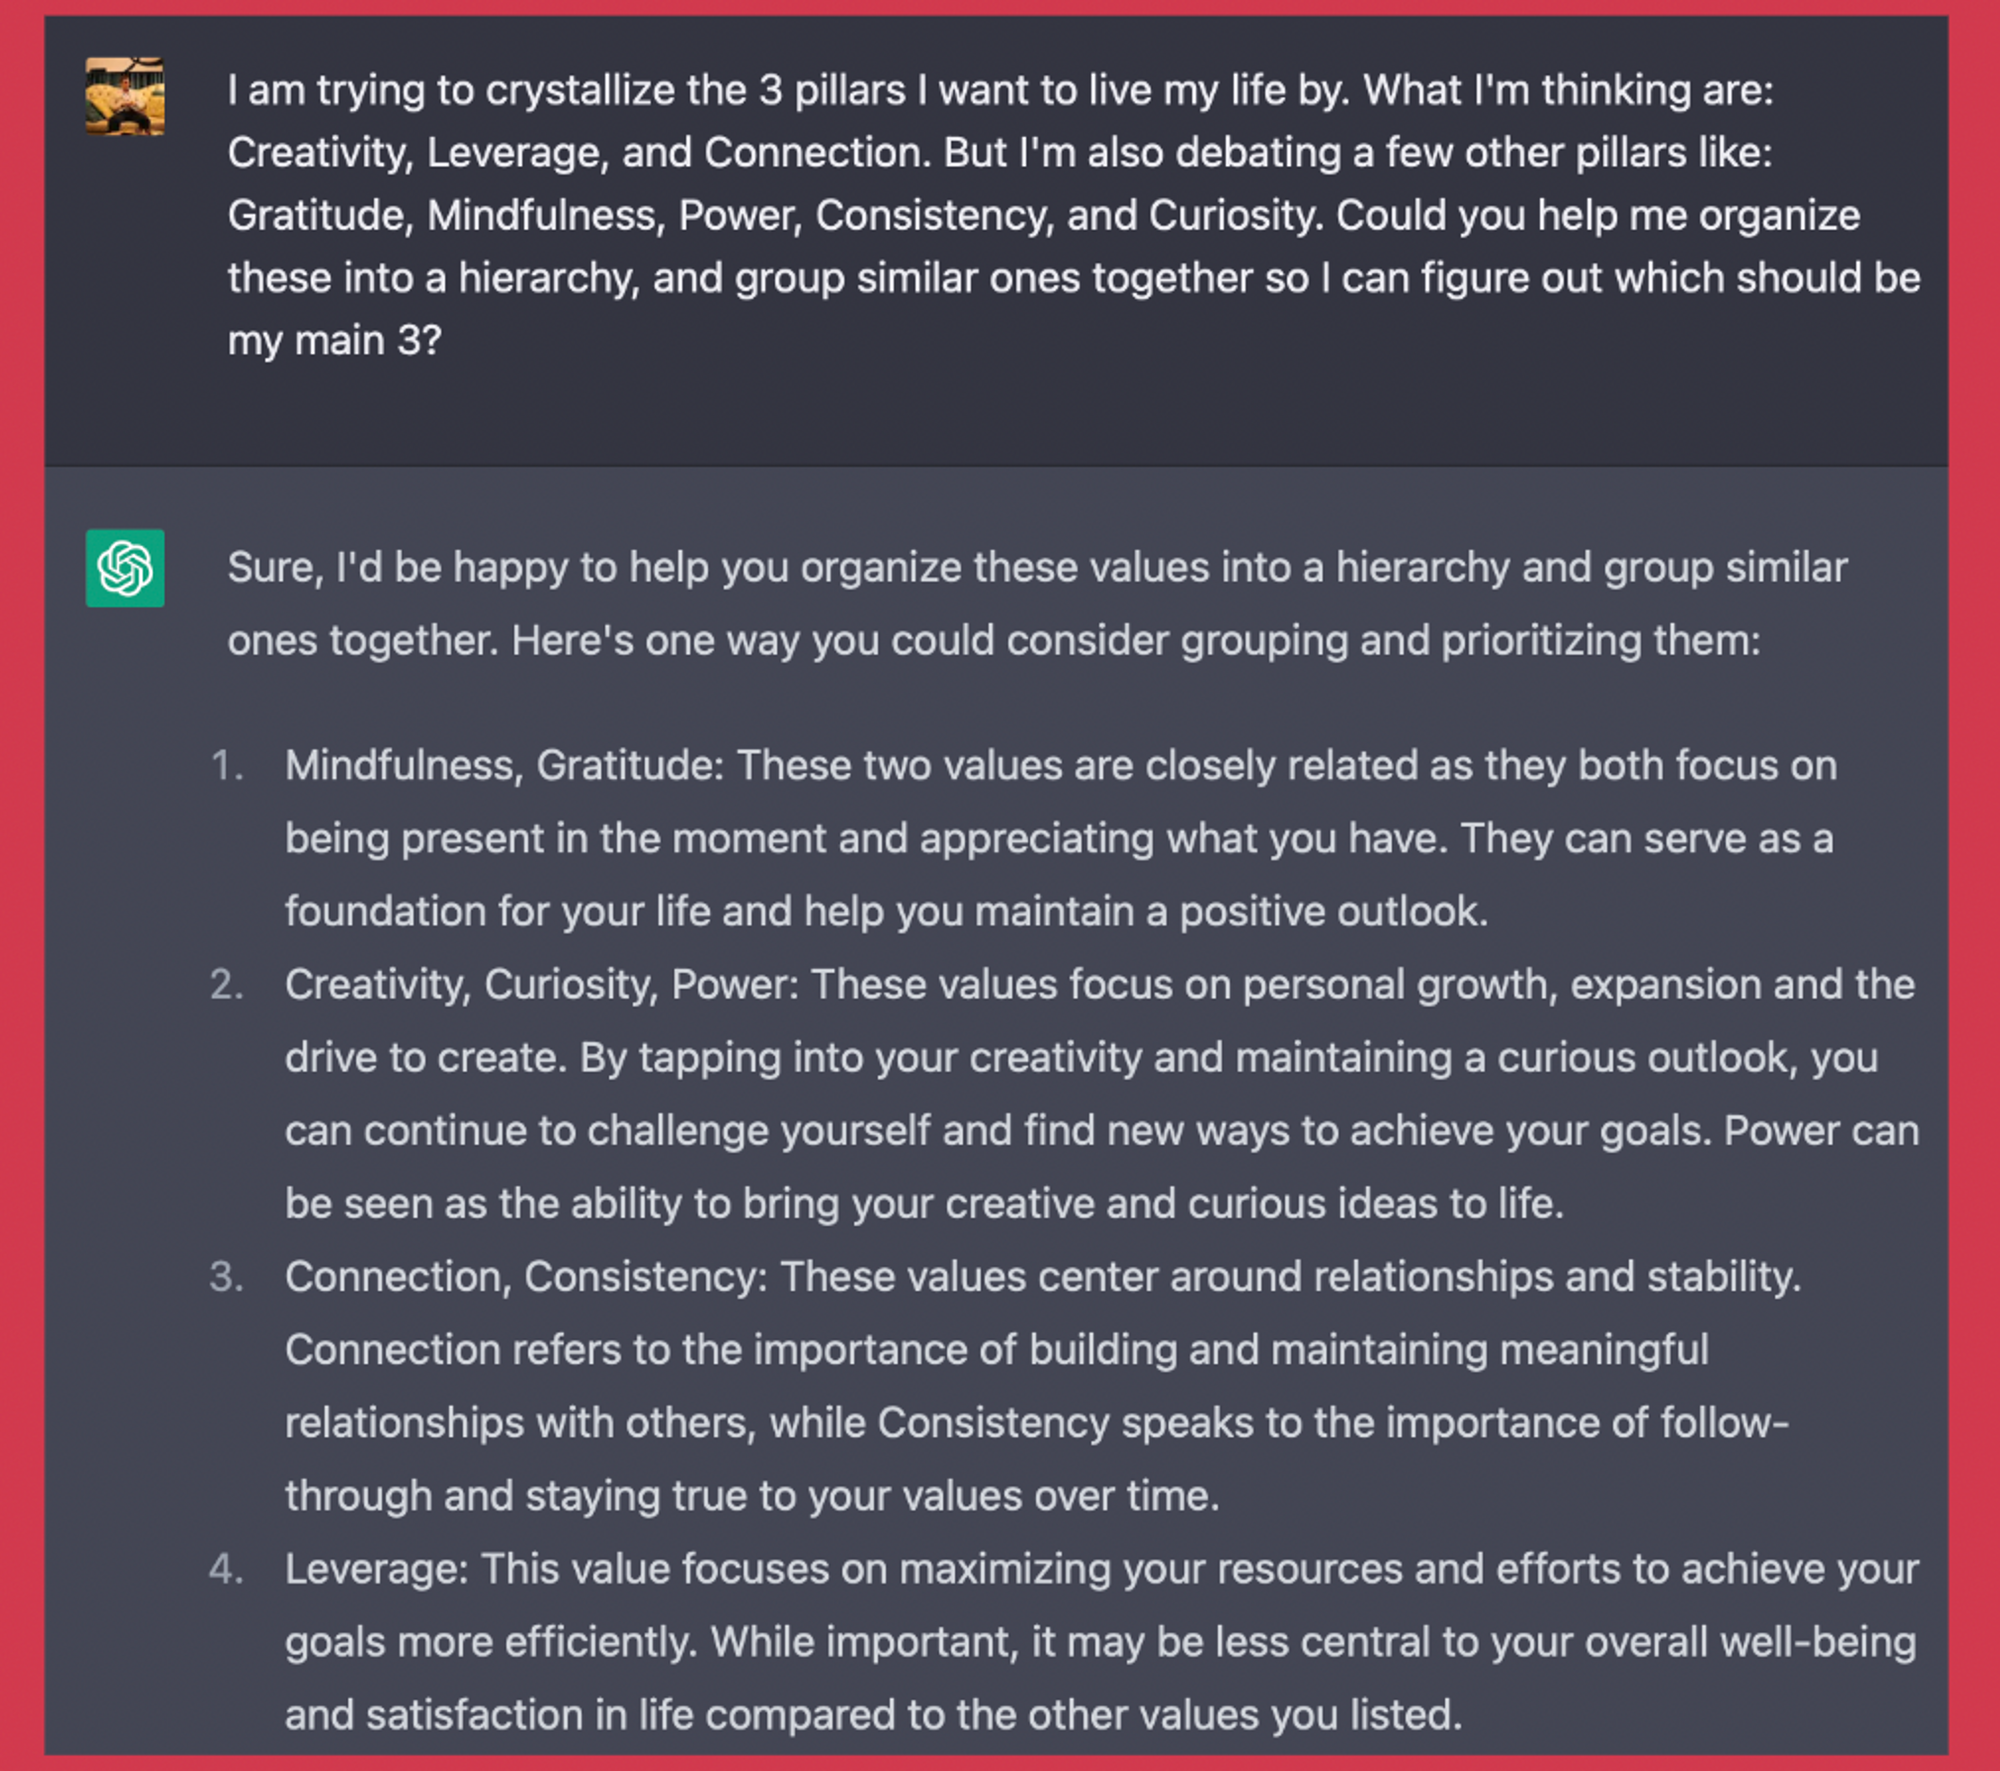 I am trying to crystallize the 3 pillars I want to live my life by. What I'm thinking are:
Creativity, Leverage, and Connection. But I'm also debating a few other pillars like:
Gratitude, Mindfulness, Power, Consistency, and Curiosity. Could you help me organize
these into a hierarchy, and group similar ones together so I can figure out which should be
my main 3?
Sure, I'd be happy to help you organize these values into a hierarchy and group similar
ones together. Here's one way you could consider grouping and prioritizing them:
1. Mindfulness, Gratitude: These two values are closely related as they both focus on
being present in the moment and appreciating what you have. They can serve as a
foundation for your life and help you maintain a positive outlook.
2. Creativity, Curiosity, Power: These values focus on personal growth, expansion and the
drive to create. By tapping into your creativity and maintaining a curious outlook, you
can continue to challenge yourself and find new ways to achieve your goals. Power can
be seen as the ability to bring your creative and curious ideas to life.
3. Connection, Consistency: These values center around relationships and stability.
Connection refers to the importance of building and maintaining meaningful
relationships with others, while Consistency speaks to the importance of follow-
through and staying true to your values over time.
4. Leverage: This value focuses on maximizing your resources and efforts to achieve your
goals more efficiently. While important, it may be less central to your overall well-being
and satisfaction in life compared to the other values you listed.